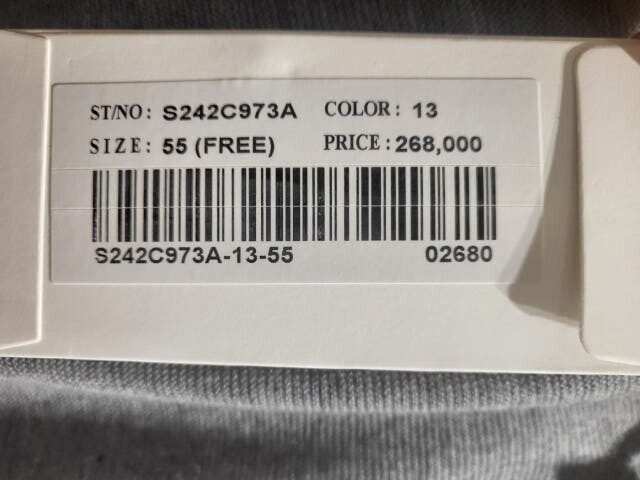 ST/NO: S242C973A COLOR: 13
SIZE: 55 (FREE) PRICE: 268,000
S242C973A-13-55 02680